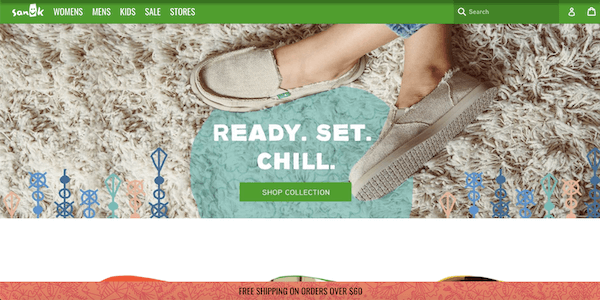 sanuk WOMENS MENS KIDS SALE STORES Search
READY. SET.
CHILL.
SHOP COLLECTION
FREE SHIPPING ON ORDERS OVER $60